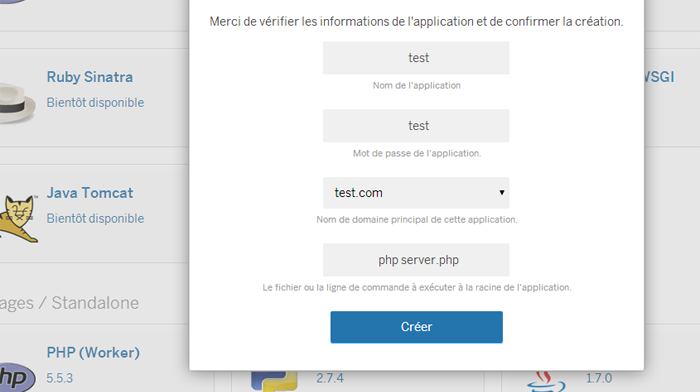 Merci de vérifier les informations de l'application et de confirmer la création.
test
Nom de l'application
test
Mot de passe de l'application.
test.com
Nom de domaine principal de cette application.
php server.php
Le fichier ou la ligne de commande à exécuter à la racine de l'application.
Créer
Ruby Sinatra
Bientôt disponible
WSGI
Java Tomcat
Bientôt disponible
ages / Standalone
PHP (Worker)
5.5.3
2.7.4
1.7.0
hp